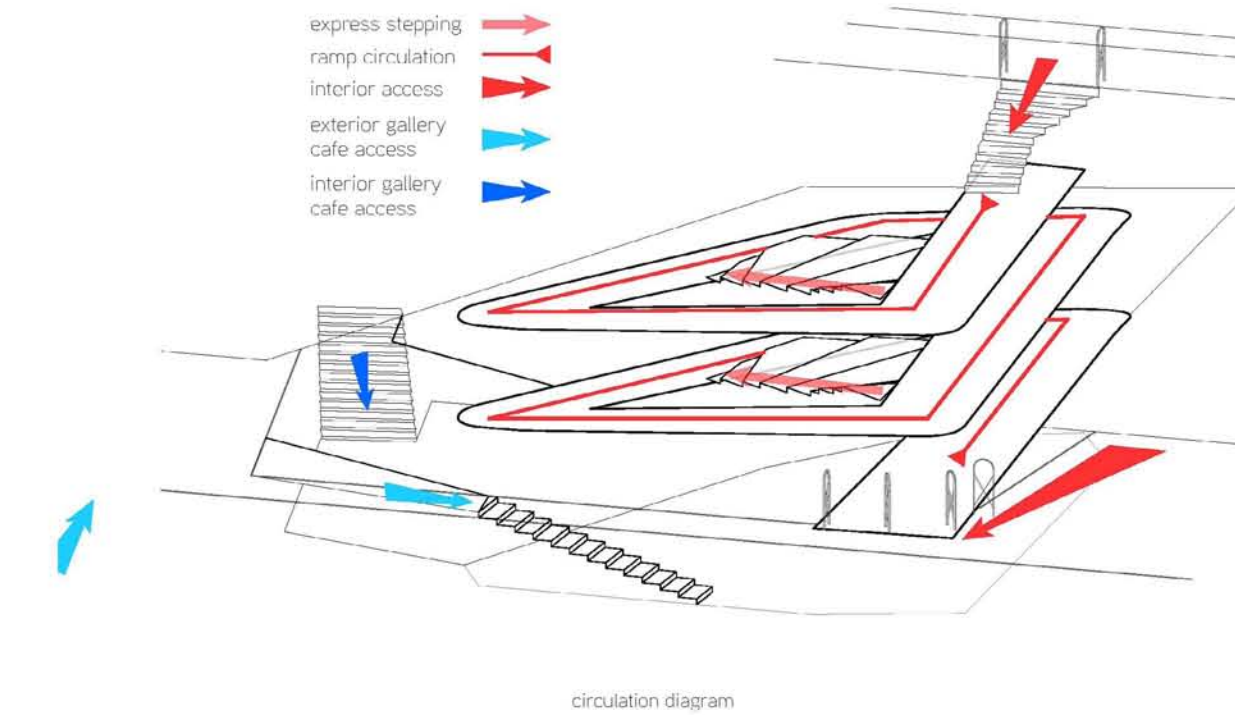 express stepping
ramp circulation
interior access
exterior gallery
cafe access
interior gallery
cafe access
circulation diagram